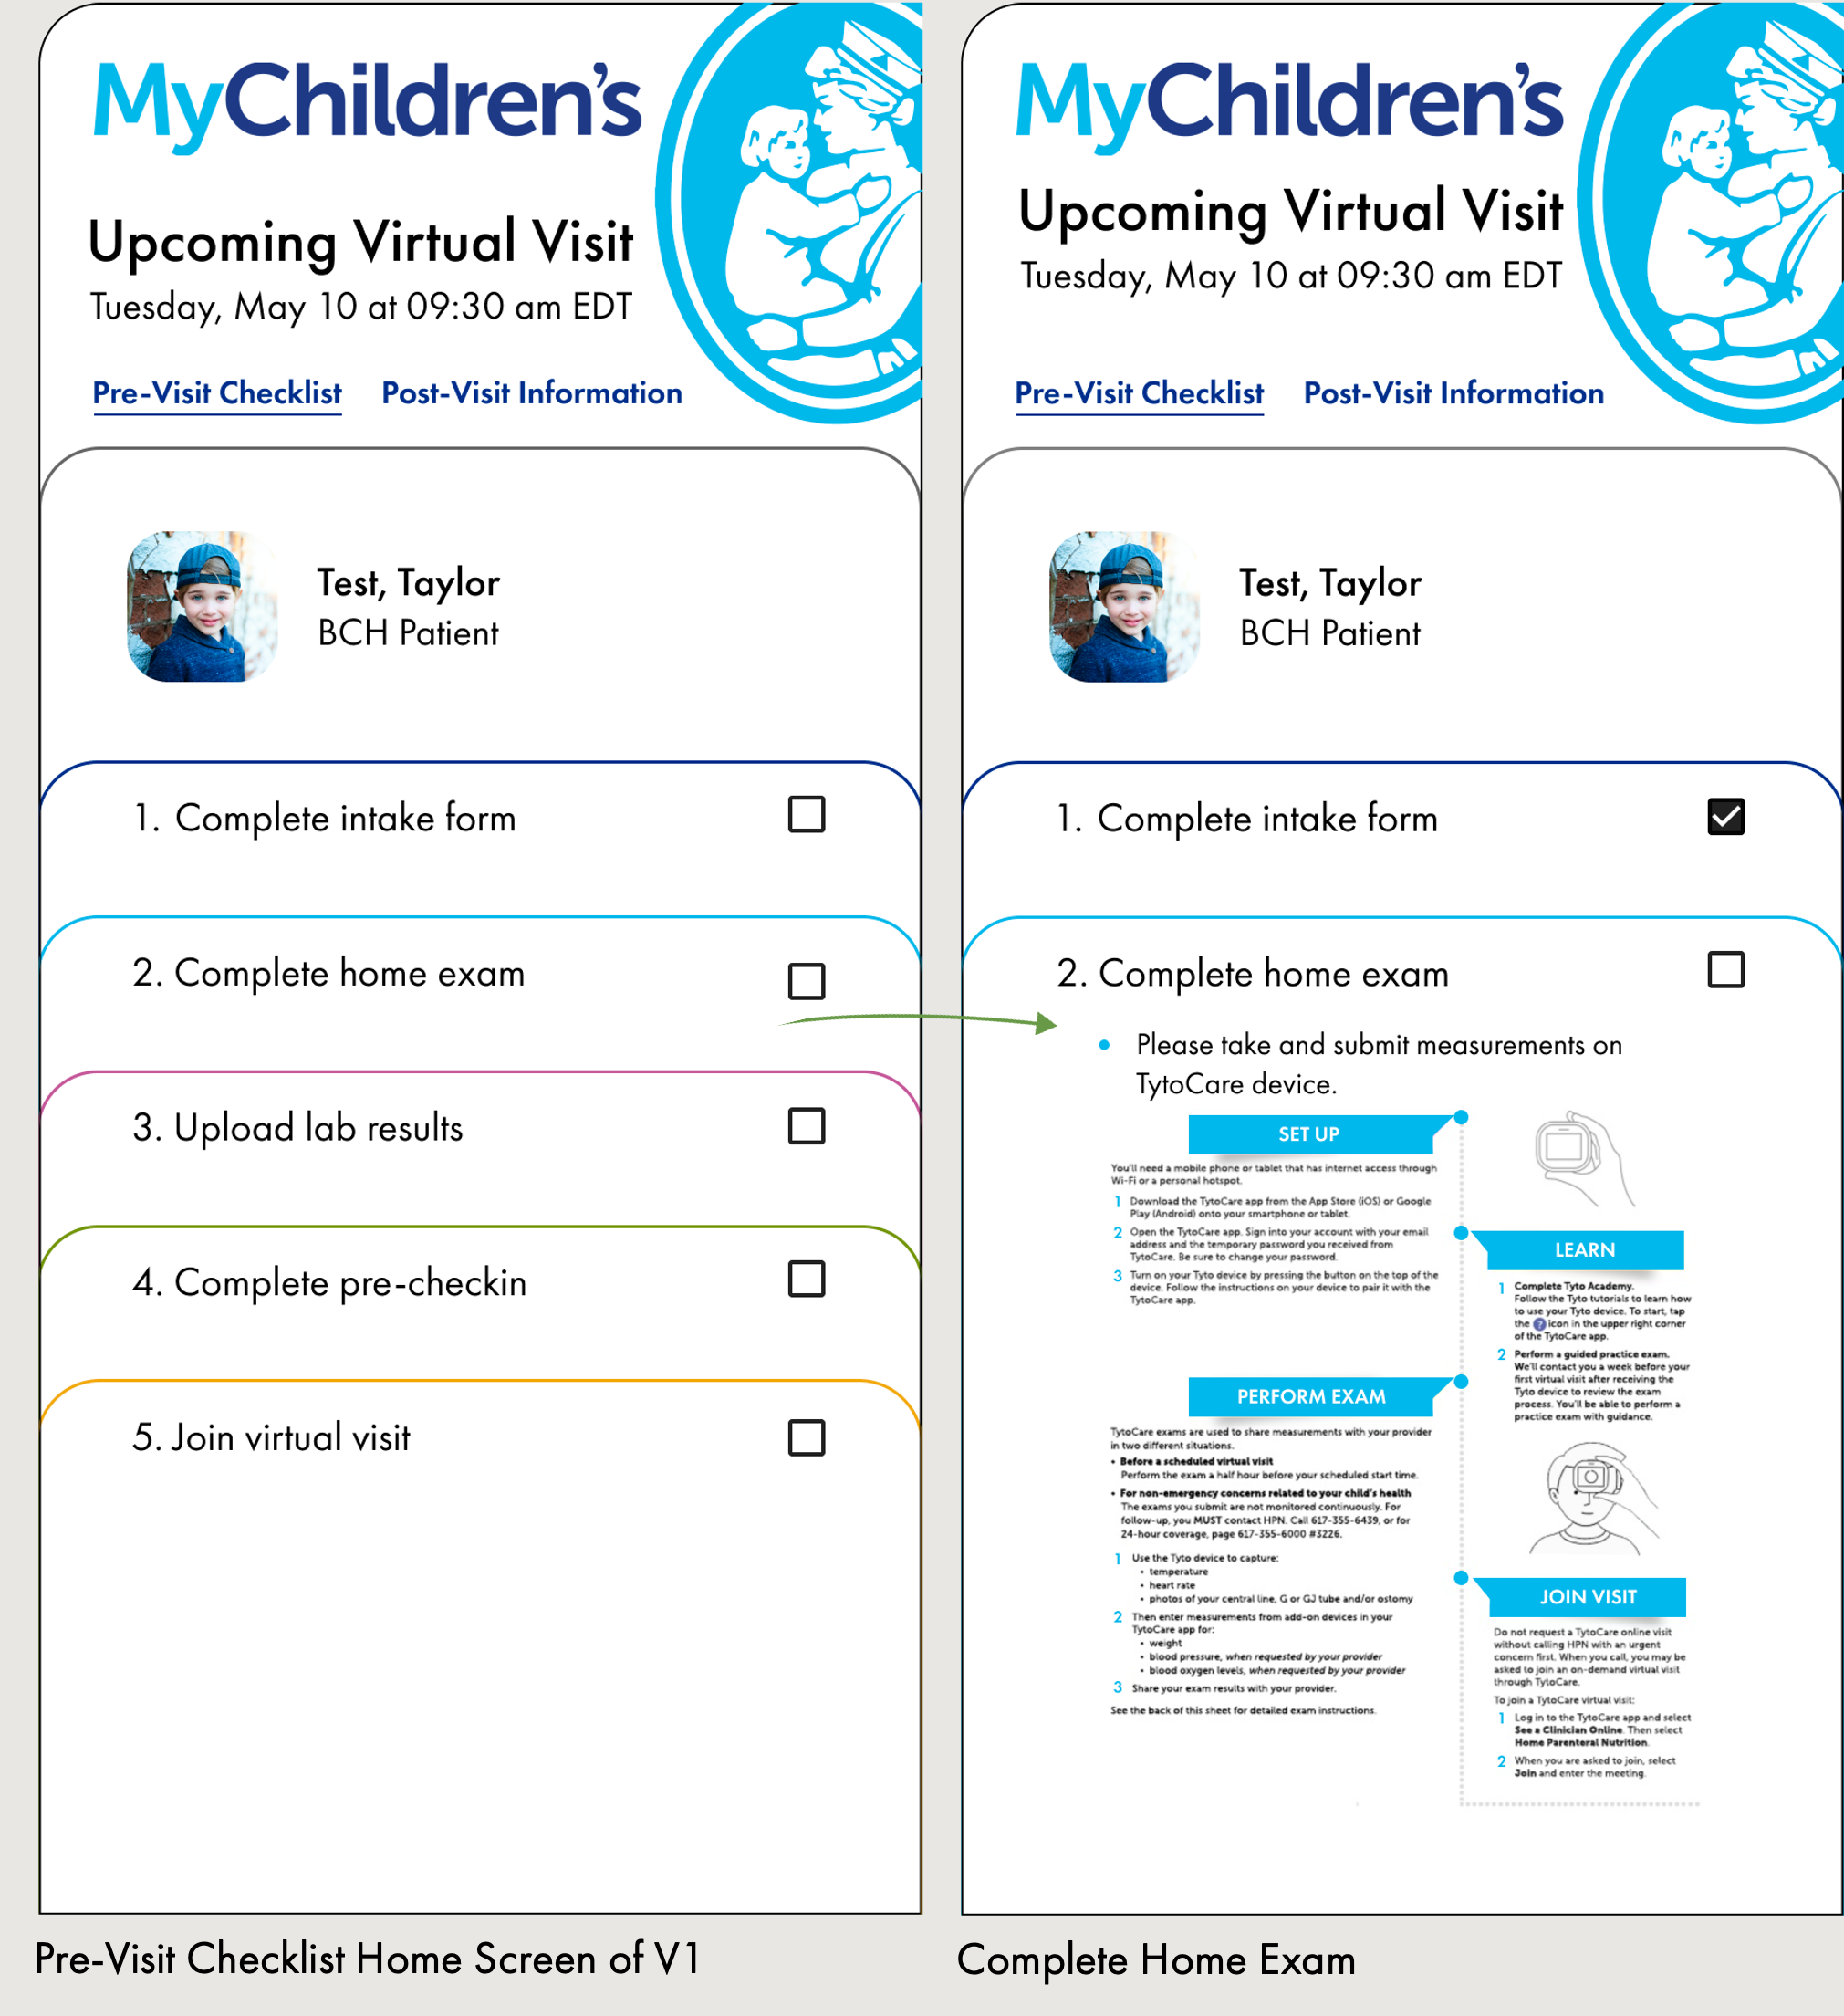 MyChildren's
Upcoming Virtual Visit
Tuesday, May 10 at 09:30 am EDT
Pre-Visit Checklist Post-Visit Information
Test, Taylor
BCH Patient
1. Complete intake form
2. Complete home exam
3. Upload lab results
4. Complete pre-checkin
5. Join virtual visit
Pre-Visit Checklist Home Screen of V1
MyChildren's
Upcoming Virtual Visit
Tuesday, May 10 at 09:30 am EDT
Pre-Visit Checklist Post-Visit Information
Test, Taylor
BCH Patient
1. Complete intake form
2. Complete home exam
• Please take and submit measurements on
TytoCare device.
SET UP
You'll need a mobile phone or tablet that has internet access through
Wi-Fi or a personal hotspot.
1 Download the TytoCare app from the App Store (iOS) or Google
Play (Android) onto your smartphone or tablet.
2 Open the TytoCare app. Sign into your account with your email
address and the temporary password you received from
TytoCare. Be sure to change your password.
3 Turn on your Tyto device by pressing the button on the top of the
device. Follow the instructions on your device to pair it with the
TytoCare app.
LEARN
1 Complete Tyto Academy.
Follow the Tyto tutorials to learn how
to use your Tyto device. To start, tap
the ? icon in the upper right corner
of the TytoCare app.
2 Perform a guided practice exam.
We'll contact you a week before your
first virtual visit after receiving the
Tyto device to review the exam
process. You'll be able to perform a
practice exam with guidance.
PERFORM EXAM
TytoCare exams are used to share measurements with your provider
in two different situations.
• Before a scheduled virtual visit
Perform the exam a half hour before your scheduled start time.
• For non-emergency concerns related to your child's health
The exams you submit are not monitored continuously. For
follow-up, you MUST contact HPN. Call 617-355-6439, or for
24-hour coverage, page 617-355-6000 #3226.
1 Use the Tyto device to capture:
• temperature
• heart rate
• photos of your central line, G or GJ tube and/or ostomy
2 Then enter measurements from add-on devices in your
TytoCare app for:
• weight
• blood pressure, when requested by your provider
• blood oxygen levels, when requested by your provider
3 Share your exam results with your provider.
See the back of this sheet for detailed exam instructions.
JOIN VISIT
Do not request a TytoCare online visit
without calling HPN with an urgent
concern first. When you call, you may be
asked to join an on-demand virtual visit
through TytoCare.
To join a TytoCare virtual visit:
1 Log in to the TytoCare app and select
See a Clinician Online. Then select
Home Parenteral Nutrition.
2 When you are asked to join, select
Join and enter the meeting.
Complete Home Exam